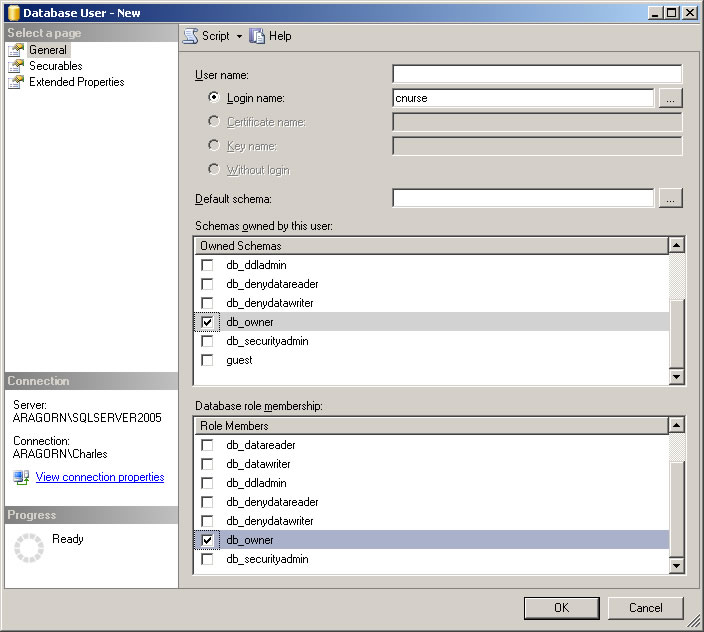 Database User - New
Select a page
General
Securables
Extended Properties
Script
Help
User name:
Login name:
cnurse
...
Certificate name:
Key name:
Without login
Default schema:
...
Schemas owned by this user:
Owned Schemas
db_ddladmin
db_denydatareader
db_denydatawriter
db_owner
db_securityadmin
guest
Database role membership:
Role Members
db_datareader
db_datawriter
db_ddladmin
db_denydatareader
db_denydatawriter
db_owner
db_securityadmin
Connection
Server:
ARAGORN\SQLSERVER2005
Connection:
ARAGORN\Charles
View connection properties
Progress
Ready
OK
Cancel